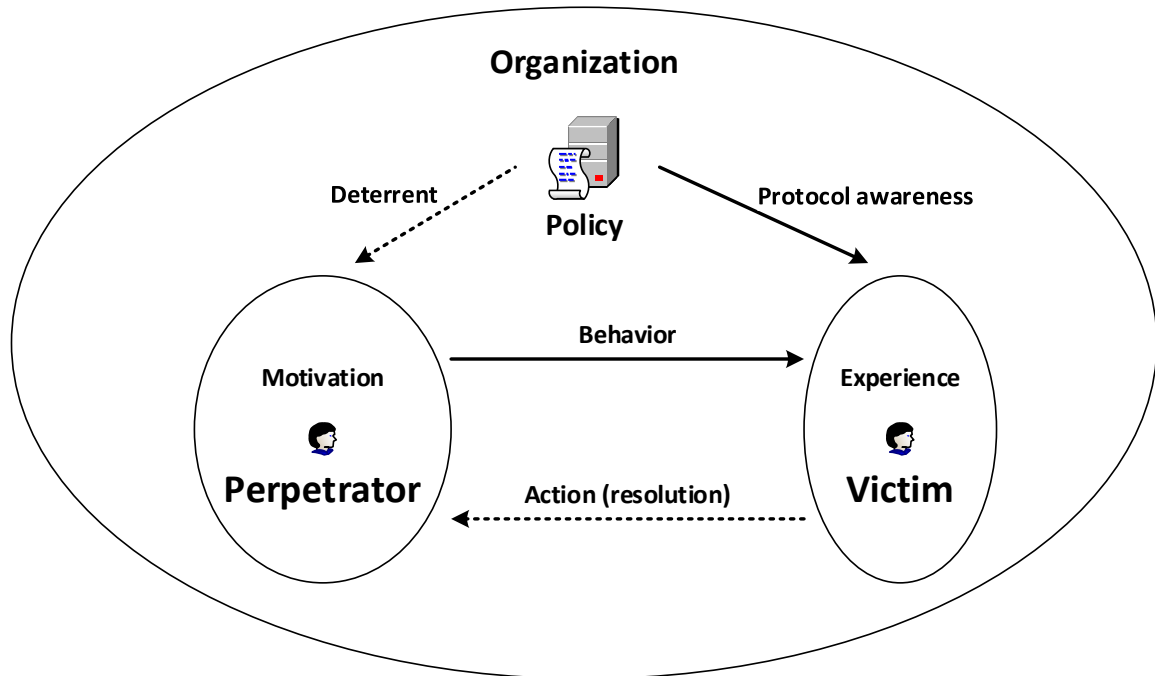 Organization
Deterrent
Protocol awareness
Policy
Behavior
Motivation
Experience
Perpetrator
Victim
Action (resolution)